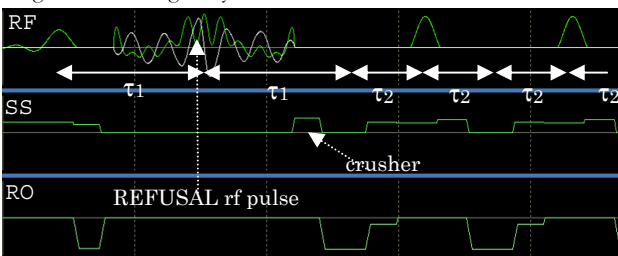 RF
τ1 τ1 τ2 τ2 τ2 τ2
SS
crusher
RO
REFUSAL rf pulse